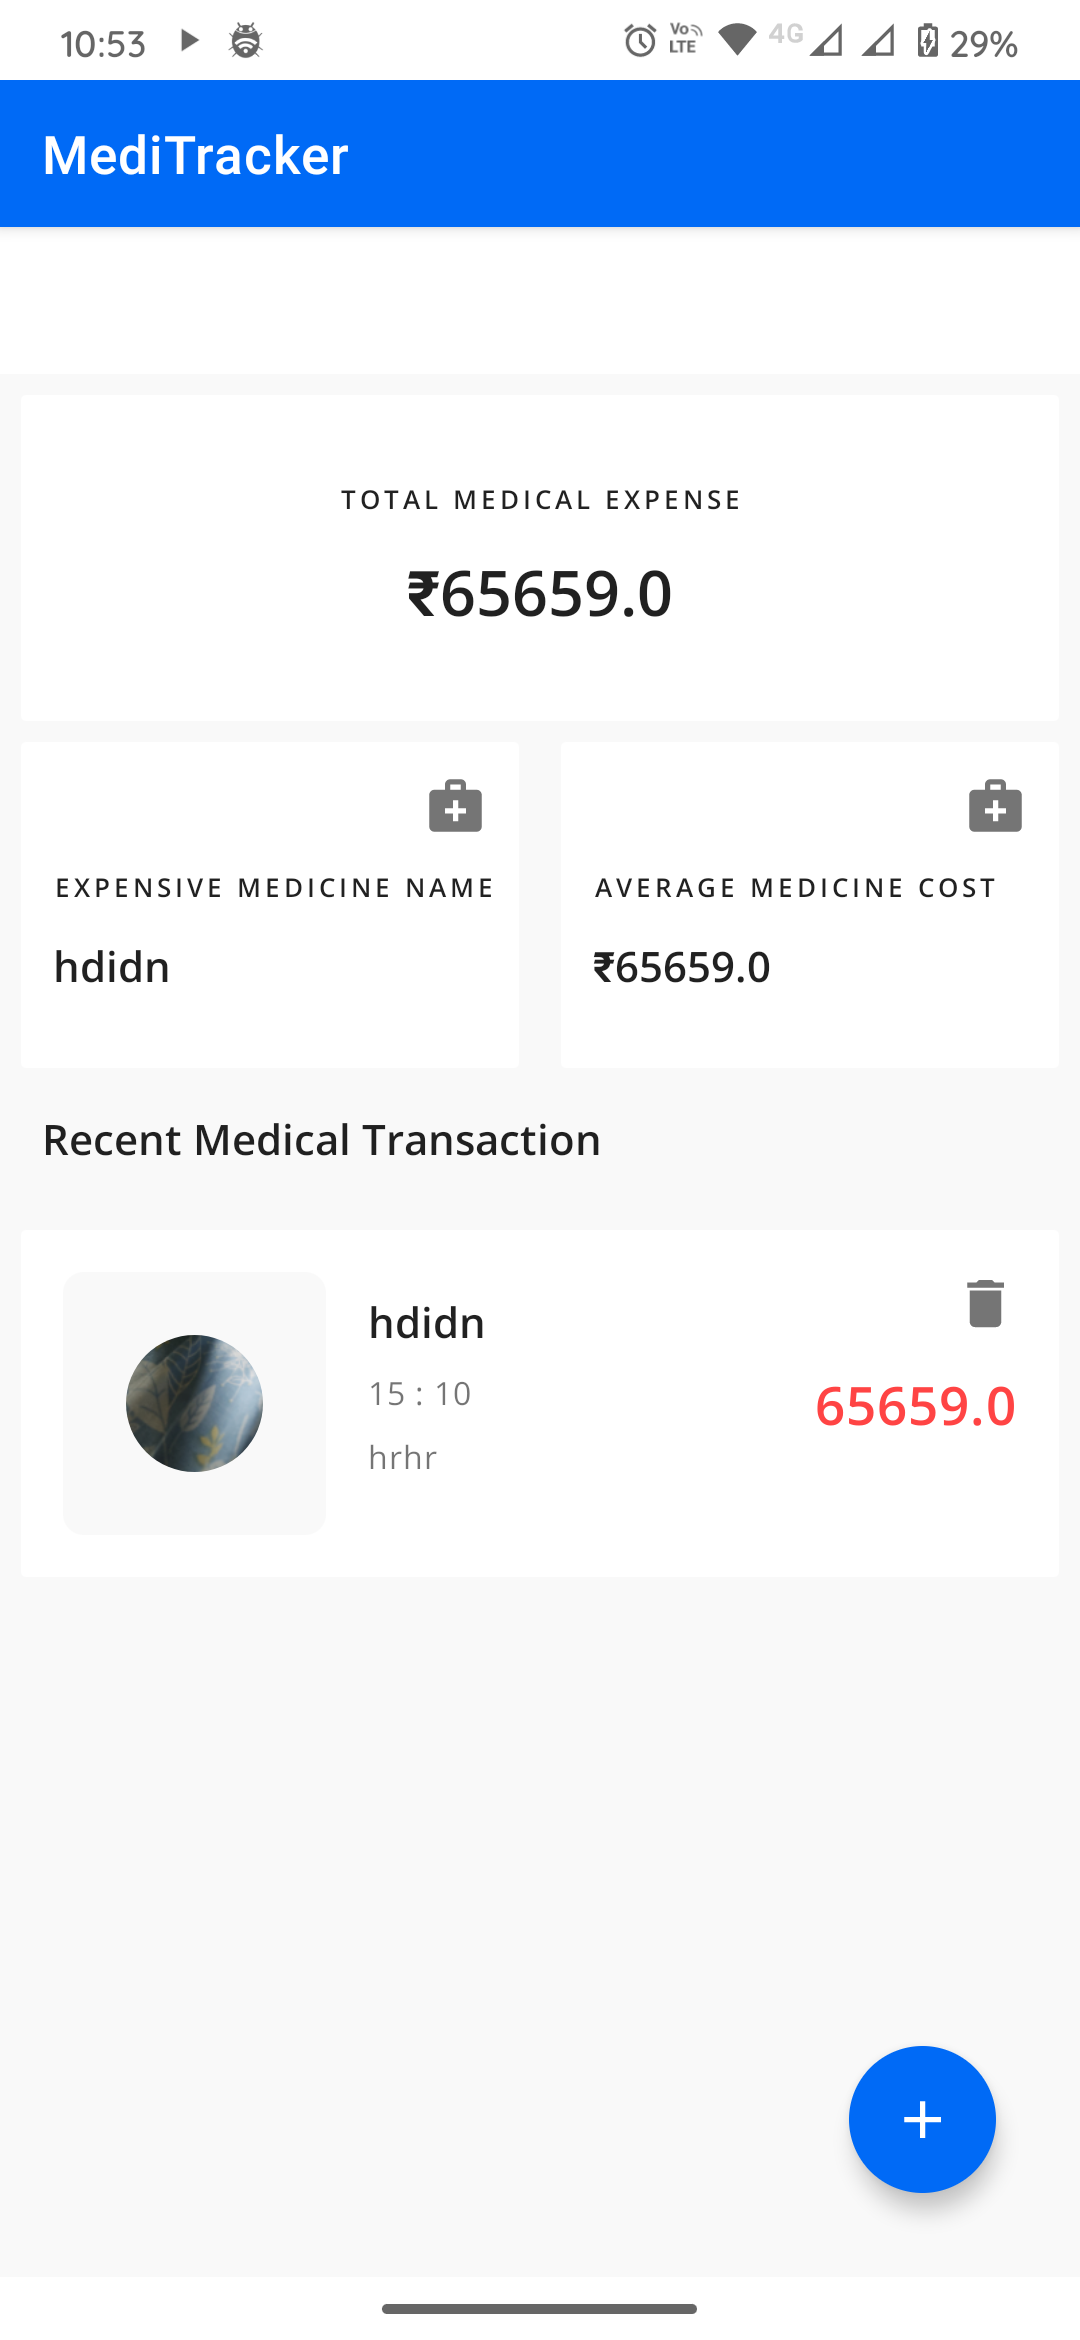 10:53
Vo LTE 4G 29%
MediTracker
TOTAL MEDICAL EXPENSE
₹65659.0
EXPENSIVE MEDICINE NAME
hdidn
AVERAGE MEDICINE COST
₹65659.0
Recent Medical Transaction
hdidn
15 : 10
65659.0
hrhr